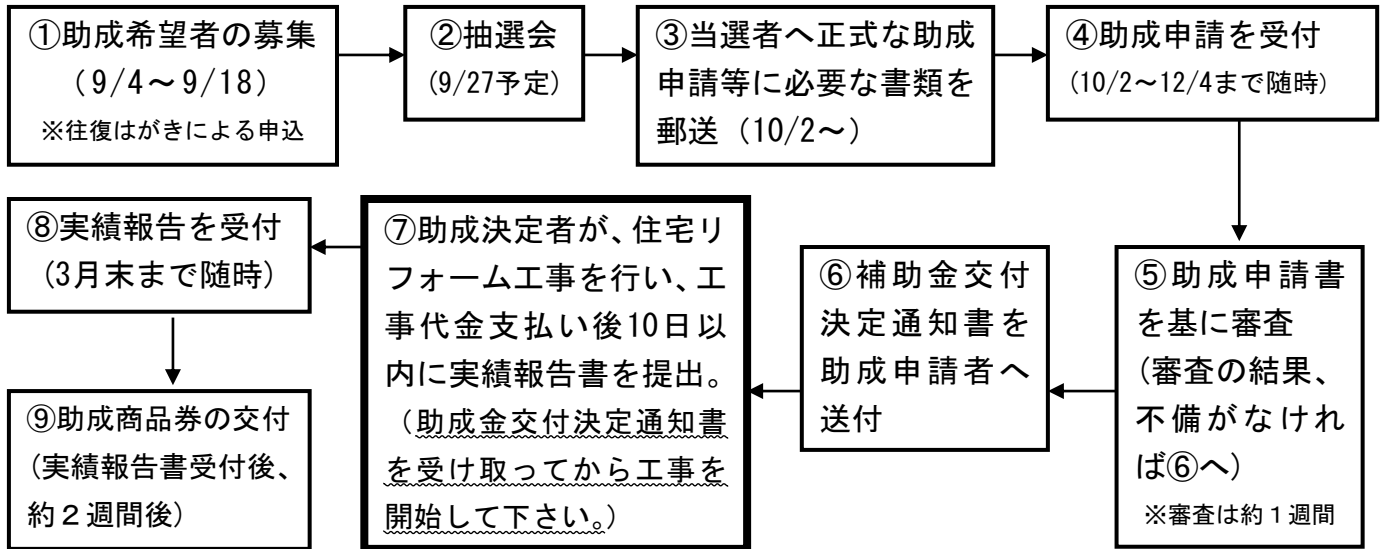 ①助成希望者の募集
(9/4～9/18)
※往復はがきによる申込
②抽選会
(9/27予定)
③当選者へ正式な助成
申請等に必要な書類を
郵送（10/2～）
④助成申請を受付
(10/2～12/4まで随時)
⑤助成申請書
を基に審査
(審査の結果、
不備がなけれ
ば⑥へ)
※審査は約１週間
⑥補助金交付
決定通知書を
助成申請者へ
送付
⑦助成決定者が、住宅リ
フォーム工事を行い、工
事代金支払い後10日以
内に実績報告書を提出。
（助成金交付決定通知書
を受け取ってから工事を
開始して下さい。）
⑧実績報告を受付
(3月末まで随時)
⑨助成商品券の交付
(実績報告書受付後、
約２週間後)